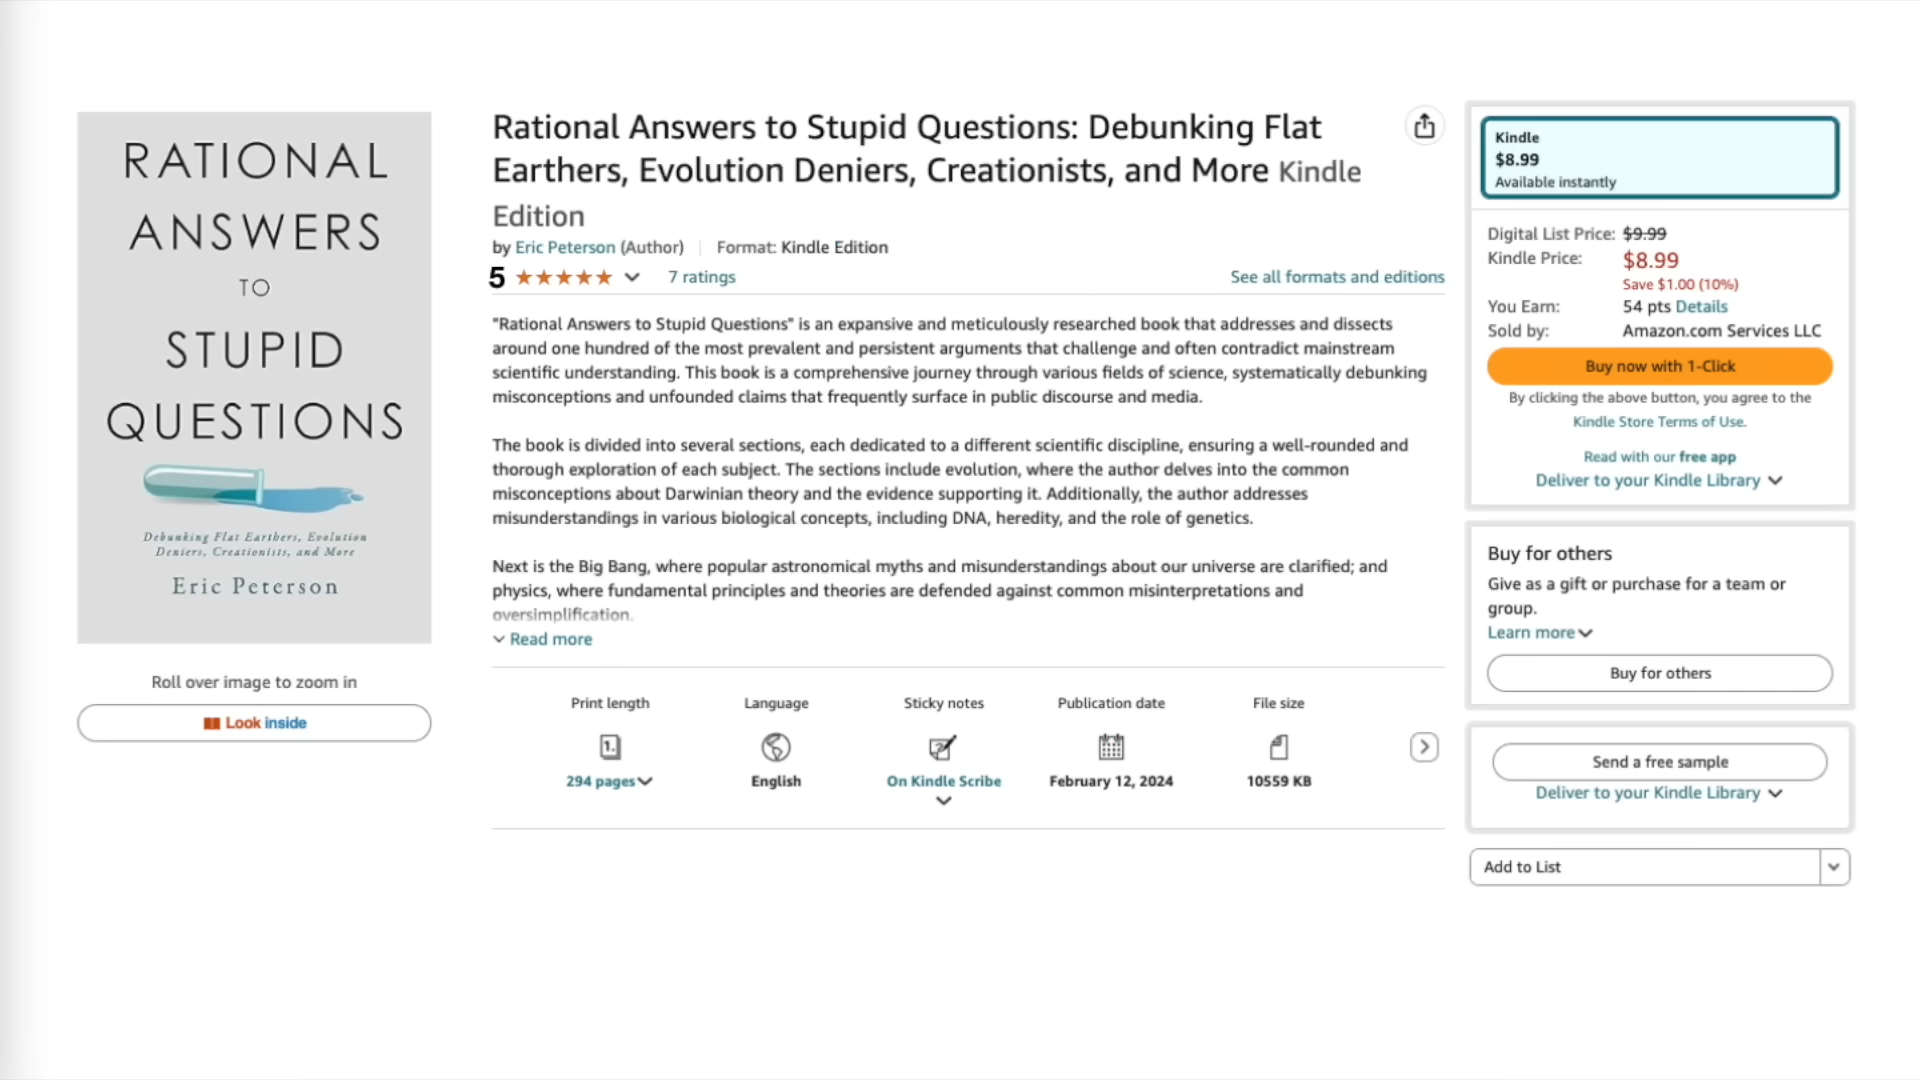 RATIONAL
ANSWERS
TO
STUPID
QUESTIONS
Debunking Flat Earthers, Evolution
Deniers, Creationists, and More
Eric Peterson
Roll over image to zoom in
Look inside
Rational Answers to Stupid Questions: Debunking Flat
Earthers, Evolution Deniers, Creationists, and More Kindle
Edition
by Eric Peterson (Author) Format: Kindle Edition
5 7 ratings See all formats and editions
"Rational Answers to Stupid Questions" is an expansive and meticulously researched book that addresses and dissects
around one hundred of the most prevalent and persistent arguments that challenge and often contradict mainstream
scientific understanding. This book is a comprehensive journey through various fields of science, systematically debunking
misconceptions and unfounded claims that frequently surface in public discourse and media.
The book is divided into several sections, each dedicated to a different scientific discipline, ensuring a well-rounded and
thorough exploration of each subject. The sections include evolution, where the author delves into the common
misconceptions about Darwinian theory and the evidence supporting it. Additionally, the author addresses
misunderstandings in various biological concepts, including DNA, heredity, and the role of genetics.
Next is the Big Bang, where popular astronomical myths and misunderstandings about our universe are clarified; and
physics, where fundamental principles and theories are defended against common misinterpretations and
oversimplification.
Read more
Print length Language Sticky notes Publication date File size
1.
294 pages English On Kindle Scribe February 12, 2024 10559 KB
Kindle
$8.99
Available instantly
Digital List Price: $9.99
Kindle Price: $8.99
Save $1.00 (10%)
You Earn: 54 pts Details
Sold by: Amazon.com Services LLC
Buy now with 1-Click
By clicking the above button, you agree to the
Kindle Store Terms of Use.
Read with our free app
Deliver to your Kindle Library
Buy for others
Give as a gift or purchase for a team or
group.
Learn more
Buy for others
Send a free sample
Deliver to your Kindle Library
Add to List